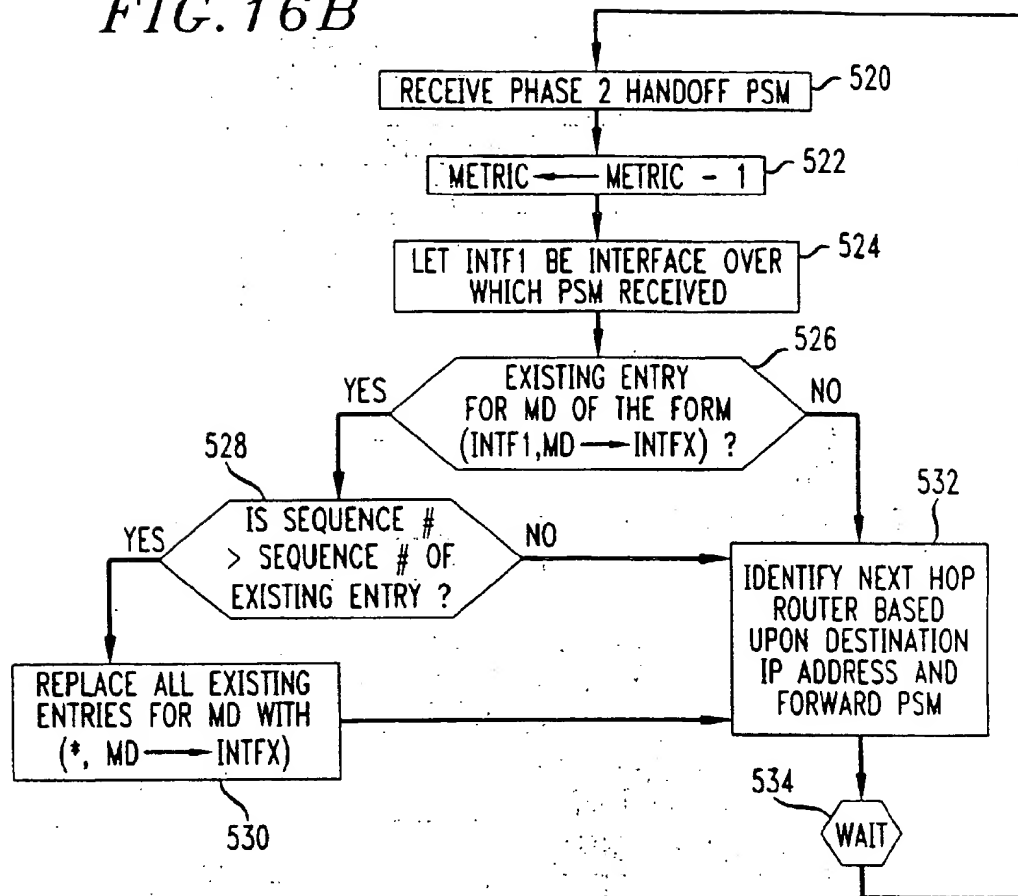 FIG. 16B
RECEIVE PHASE 2 HANDOFF PSM
520
METRIC ← METRIC - 1
522
LET INTF1 BE INTERFACE OVER
WHICH PSM RECEIVED
524
526
EXISTING ENTRY
FOR MD OF THE FORM
(INTF1,MD → INTFX) ?
YES
NO
528
IS SEQUENCE #
> SEQUENCE # OF
EXISTING ENTRY ?
YES
NO
532
IDENTIFY NEXT HOP
ROUTER BASED
UPON DESTINATION
IP ADDRESS AND
FORWARD PSM
REPLACE ALL EXISTING
ENTRIES FOR MD WITH
(*, MD → INTFX)
530
534
WAIT